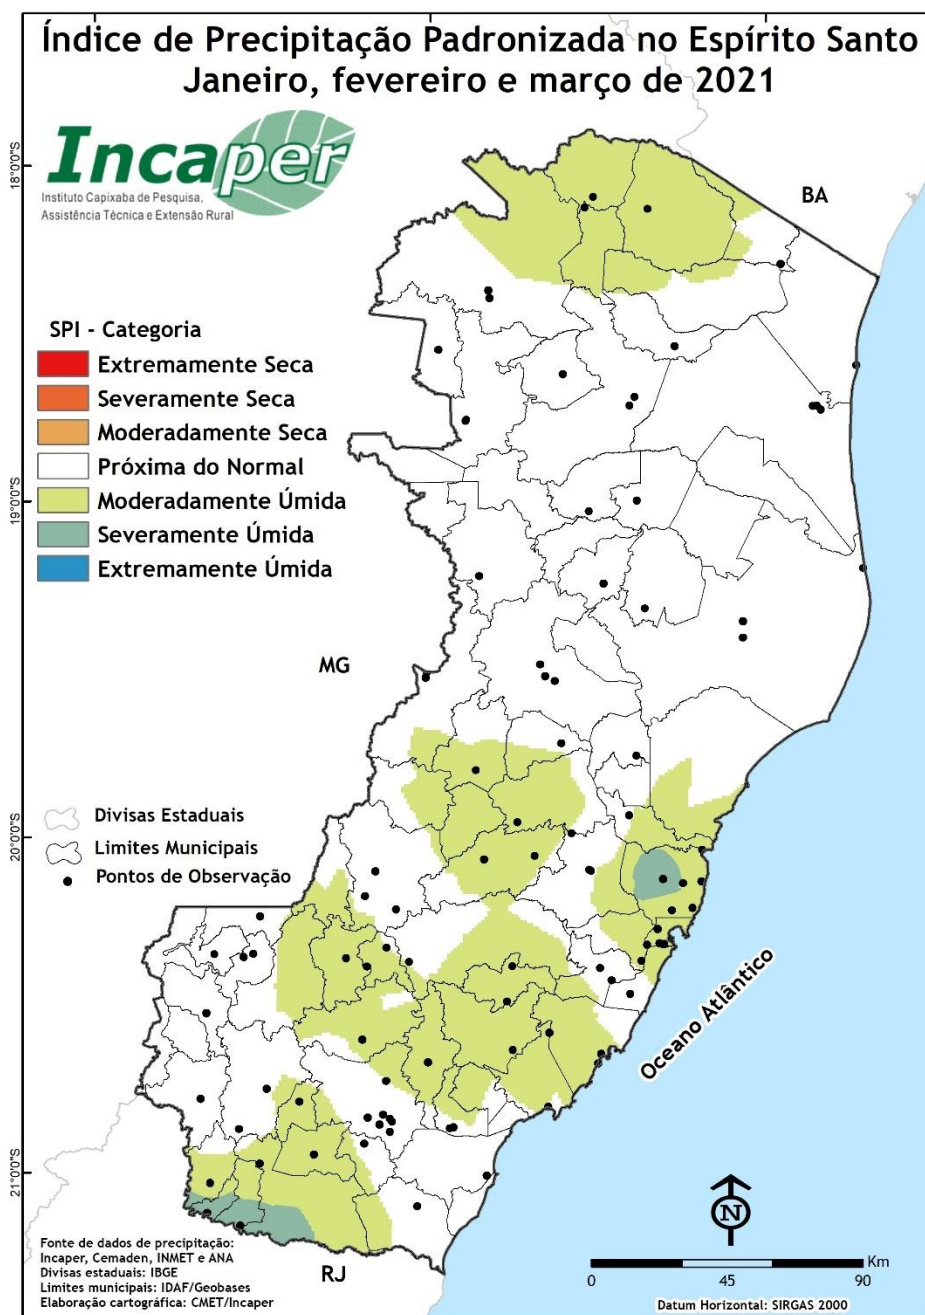 Índice de Precipitação Padronizada no Espírito Santo
Janeiro, fevereiro e março de 2021
Incaper
Instituto Capixaba de Pesquisa,
Assistência Técnica e Extensão Rural
18°0'0"S
BA
SPI - Categoria
Extremamente Seca
Severamente Seca
Moderadamente Seca
Próxima do Normal
Moderadamente Úmida
Severamente Úmida
Extremamente Úmida
19°0'0"S
MG
Divisas Estaduais
Limites Municipais
Pontos de Observação
20°0'0"S
Oceano Atlântico
21°0'0"S
N
Fonte de dados de precipitação:
Incaper, Cemaden, INMET e ANA
Divisas estaduais: IBGE
Limites municipais: IDAF/Geobases
Elaboração cartográfica: CMET/Incaper
RJ
Km
0 45 90
Datum Horizontal: SIRGAS 2000